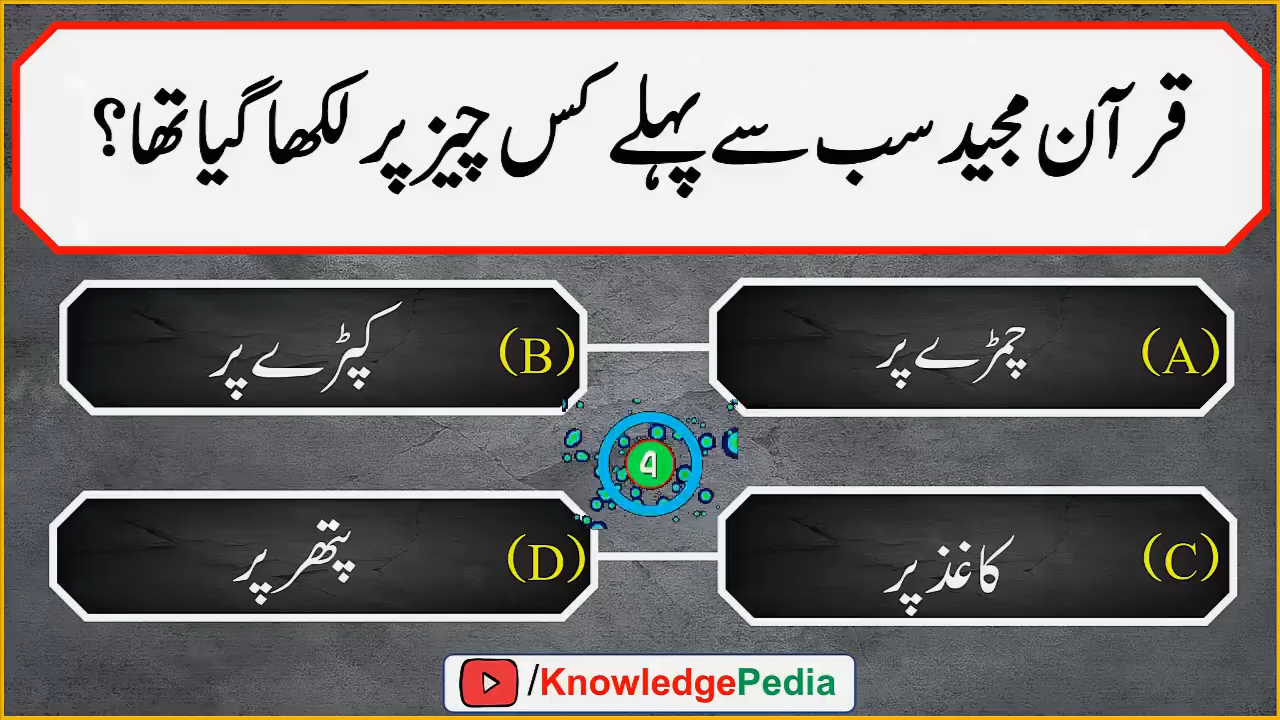 قرآن مجید سب سے پہلے کس چیز پر لکھا گیا تھا؟
(A) چمڑے پر
(B) کپڑے پر
4
(C) کاغذ پر
(D) پتھر پر
/KnowledgePedia